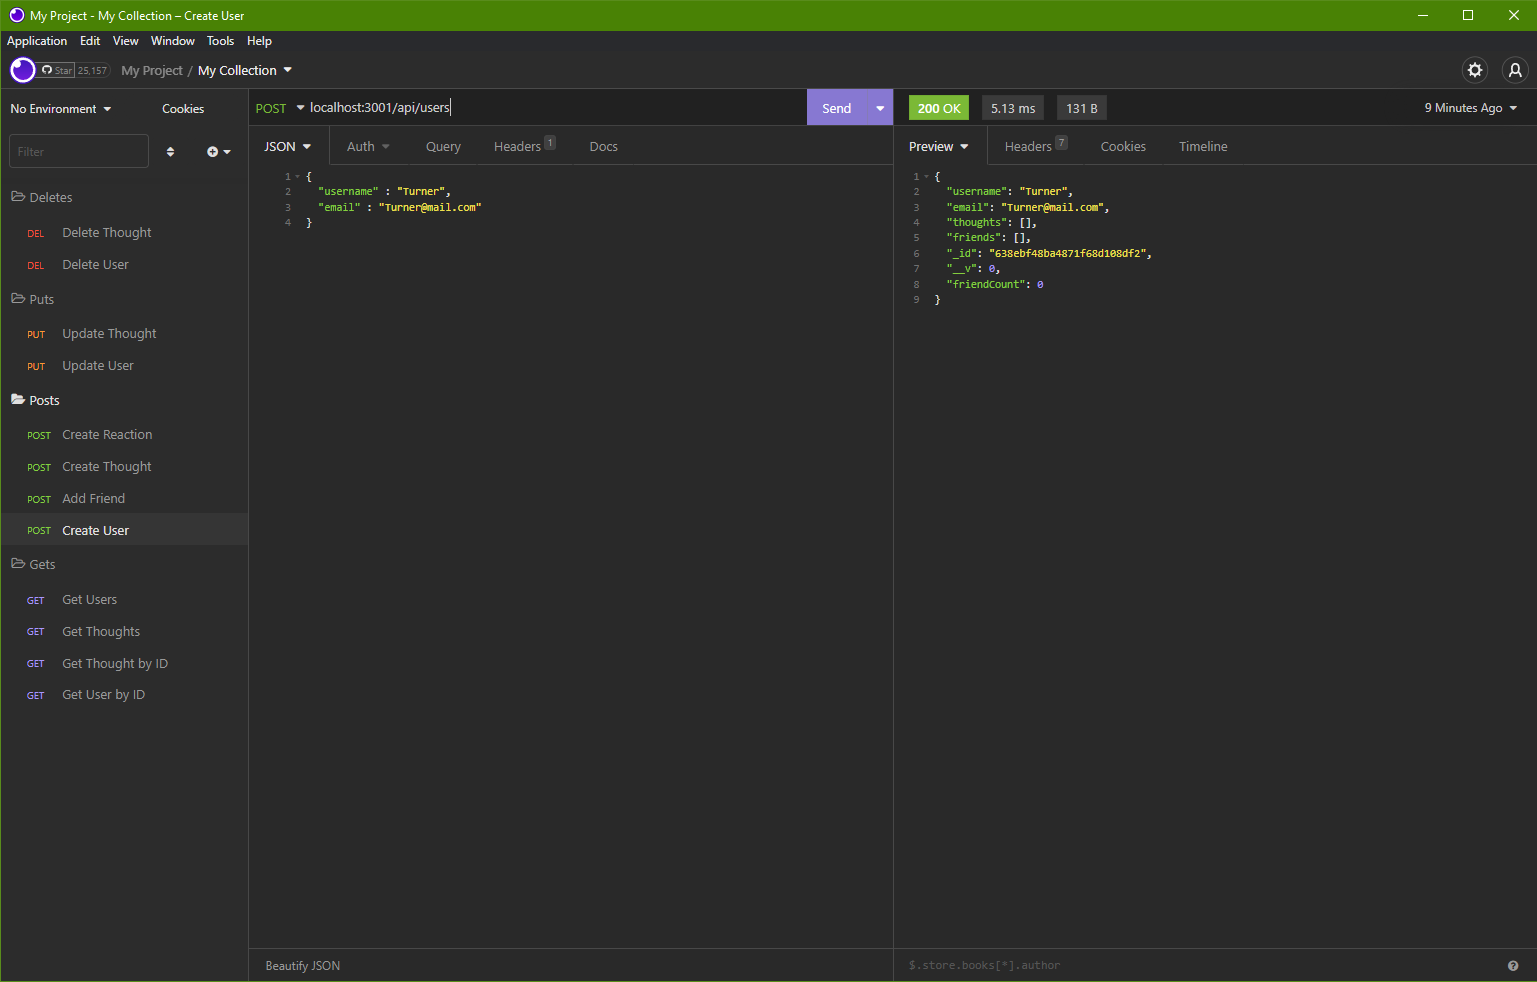 My Project - My Collection – Create User
Application Edit View Window Tools Help
Star 25,157 My Project / My Collection
No Environment Cookies
Filter
Deletes
DEL Delete Thought
DEL Delete User
Puts
PUT Update Thought
PUT Update User
Posts
POST Create Reaction
POST Create Thought
POST Add Friend
POST Create User
Gets
GET Get Users
GET Get Thoughts
GET Get Thought by ID
GET Get User by ID
POST localhost:3001/api/users Send
JSON Auth Query Headers 1 Docs
1 {
2 "username" : "Turner",
3 "email" : "Turner@mail.com"
4 }
Beautify JSON
200 OK 5.13 ms 131 B 9 Minutes Ago
Preview Headers 7 Cookies Timeline
1 {
2 "username": "Turner",
3 "email": "Turner@mail.com",
4 "thoughts": [],
5 "friends": [],
6 "_id": "638ebf48ba4871f68d108df2",
7 "__v": 0,
8 "friendCount": 0
9 }
$.store.books[*].author